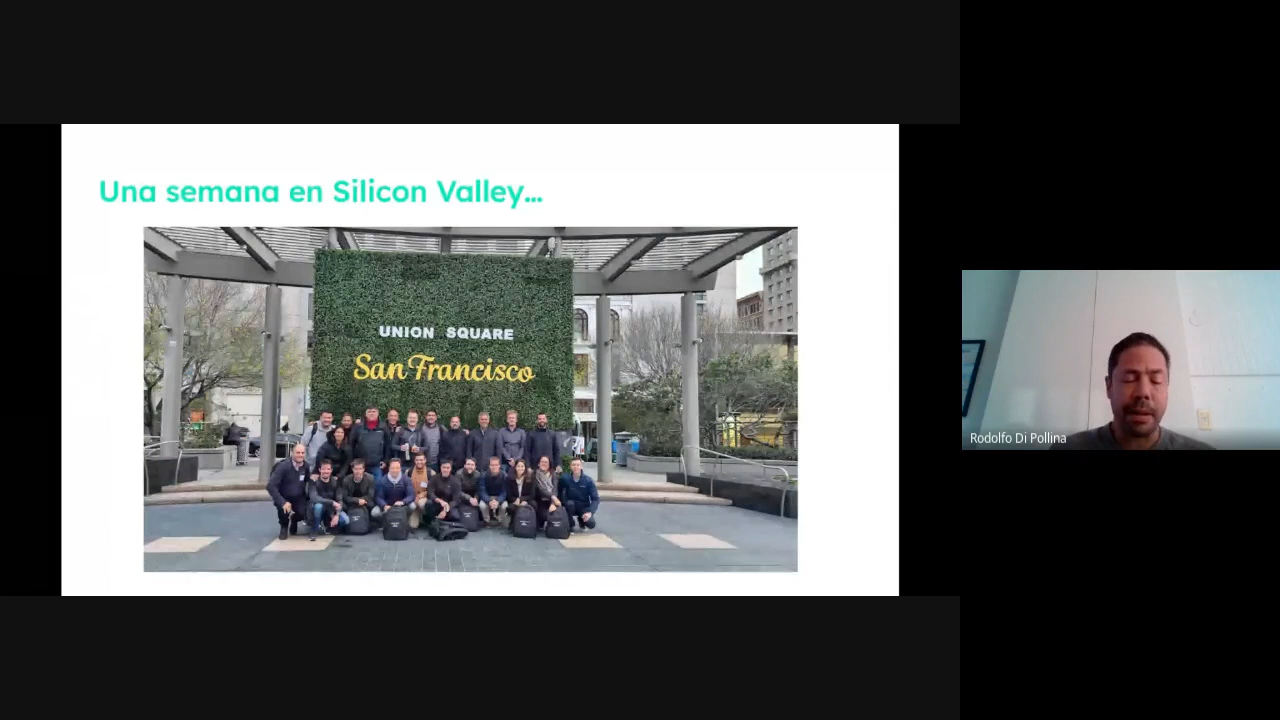 Una semana en Silicon Valley...
UNION SQUARE
San Francisco
Rodolfo Di Pollina